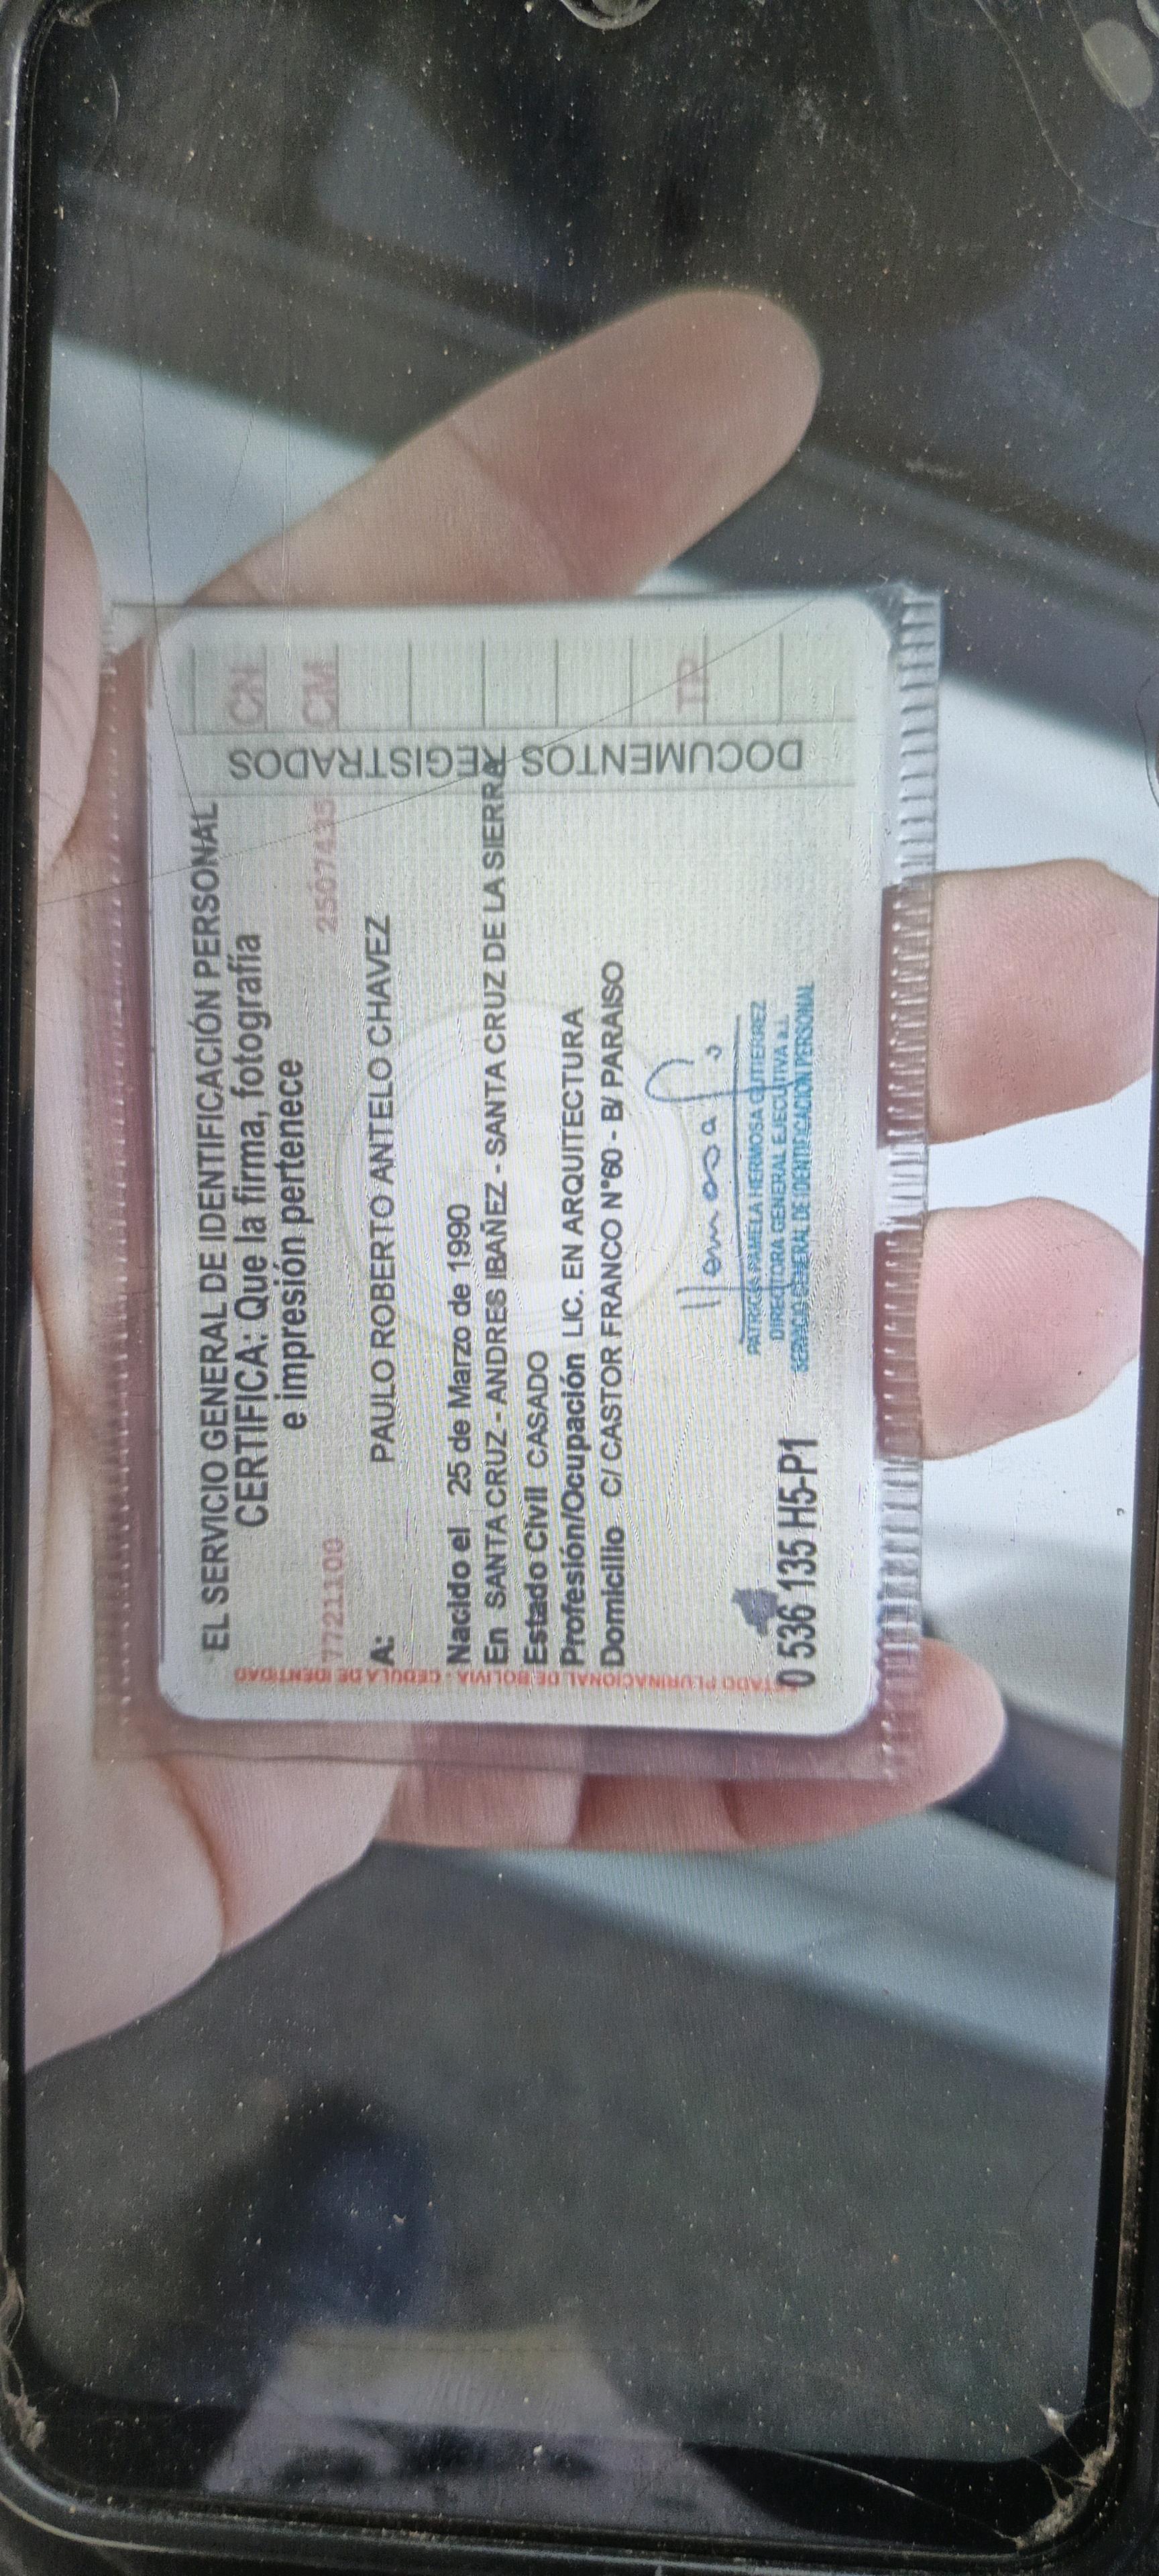 EL SERVICIO GENERAL DE IDENTIFICACIÓN PERSONAL
CERTIFICA: Que la firma, fotografía
e impresión pertenece
7721100
2507435
A: PAULO ROBERTO ANTELO CHAVEZ
Nacido el 25 de Marzo de 1990
En SANTA CRUZ - ANDRES IBAÑEZ - SANTA CRUZ DE LA SIERRA
Estado Civil CASADO
Profesión/Ocupación LIC. EN ARQUITECTURA
Domicilio C/ CASTOR FRANCO N°60 - B/ PARAISO
Hermosa
PATRICIA PAMELA HERMOSA GUTIERREZ
DIRECTORA GENERAL EJECUTIVA a.i.
SERVICIO GENERAL DE IDENTIFICACIÓN PERSONAL
0 536 135 H5-P1
ESTADO PLURINACIONAL DE BOLIVIA - CEDULA DE IDENTIDAD
DOCUMENTOS REGISTRADOS
CN
CM
TP